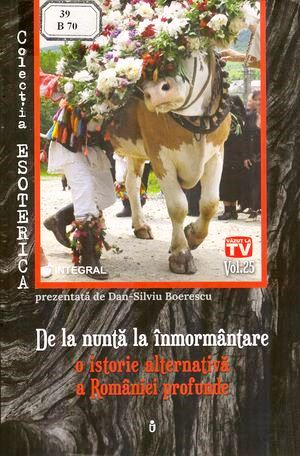 39
B 70
Colecția ESOTERICA
VĂZUT LA
TV
Vol.25
INTEGRAL
prezentată de Dan-Silviu Boerescu
De la nuntă la înmormântare
o istorie alternativă
a României profunde